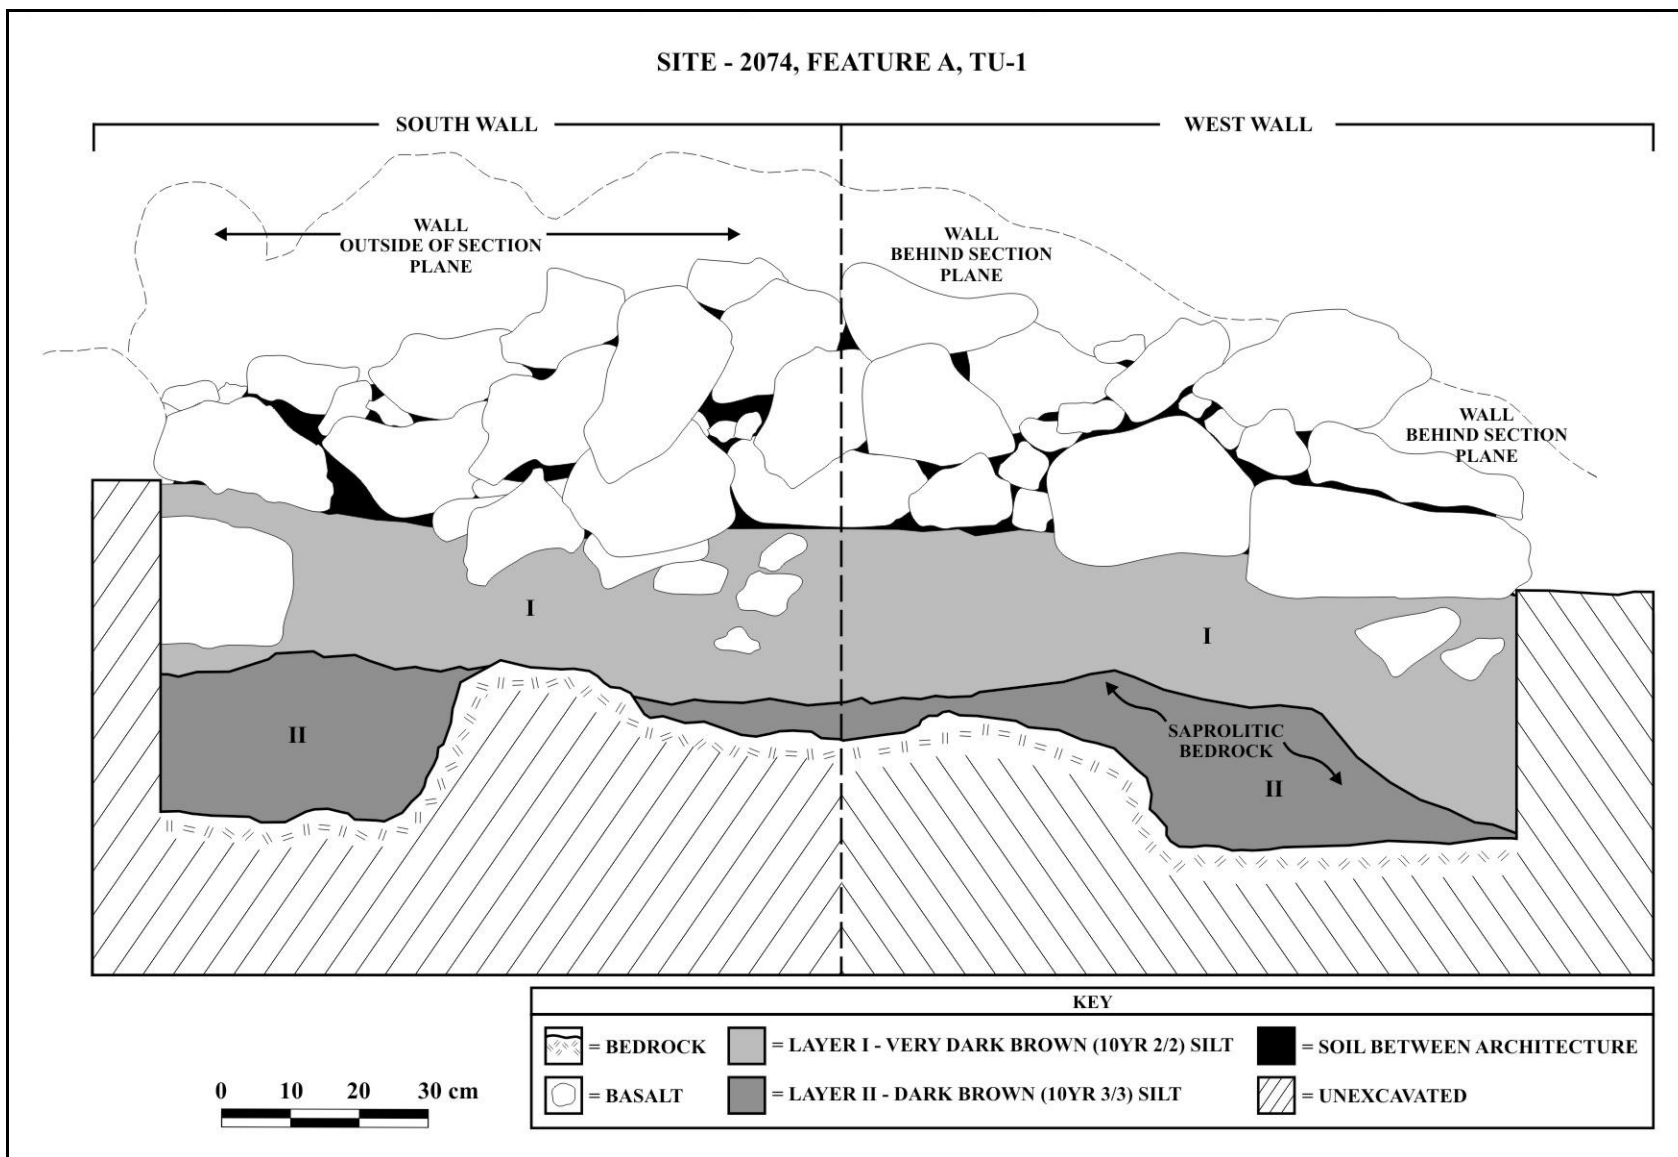 SITE - 2074, FEATURE A, TU-1
SOUTH WALL
WEST WALL
WALL
OUTSIDE OF SECTION
PLANE
WALL
BEHIND SECTION
PLANE
WALL
BEHIND SECTION
PLANE
I
I
II
SAPROLITIC
BEDROCK
II
KEY
= BEDROCK
= LAYER I - VERY DARK BROWN (10YR 2/2) SILT
= SOIL BETWEEN ARCHITECTURE
= BASALT
= LAYER II - DARK BROWN (10YR 3/3) SILT
= UNEXCAVATED
0 10 20 30 cm